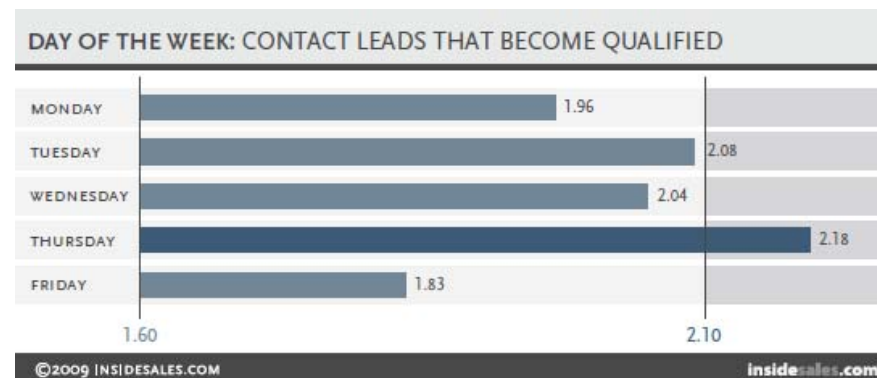 DAY OF THE WEEK: CONTACT LEADS THAT BECOME QUALIFIED
MONDAY 1.96
TUESDAY 2.08
WEDNESDAY 2.04
THURSDAY 2.18
FRIDAY 1.83
1.60 2.10
©2009 INSIDESALES.COM insidesales.com